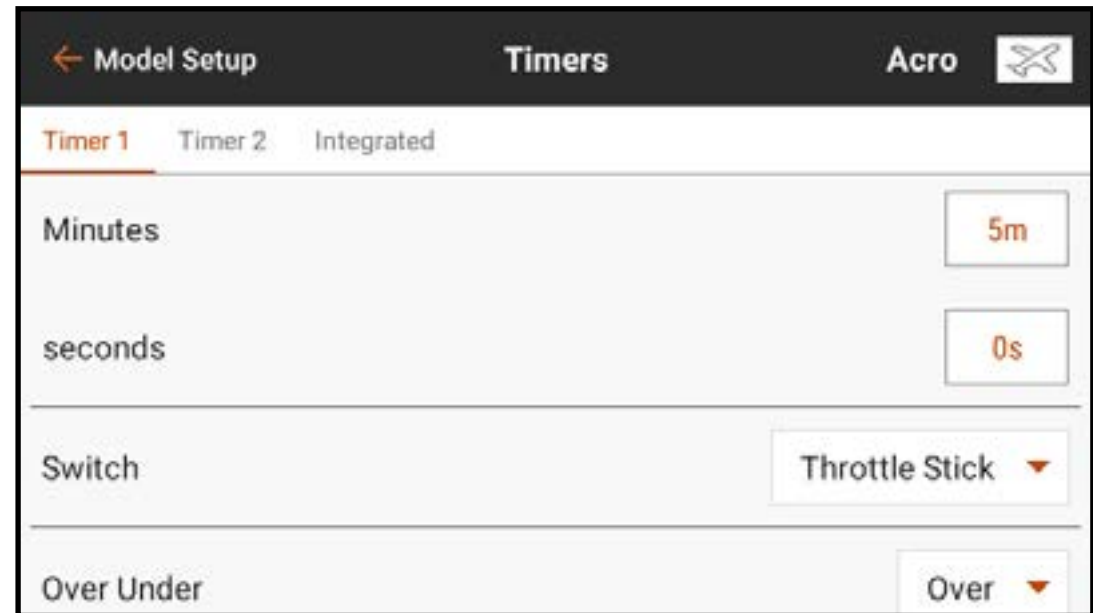 Model Setup Timers Acro
Timer 1 Timer 2 Integrated
Minutes 5m
seconds 0s
Switch Throttle Stick
Over Under Over